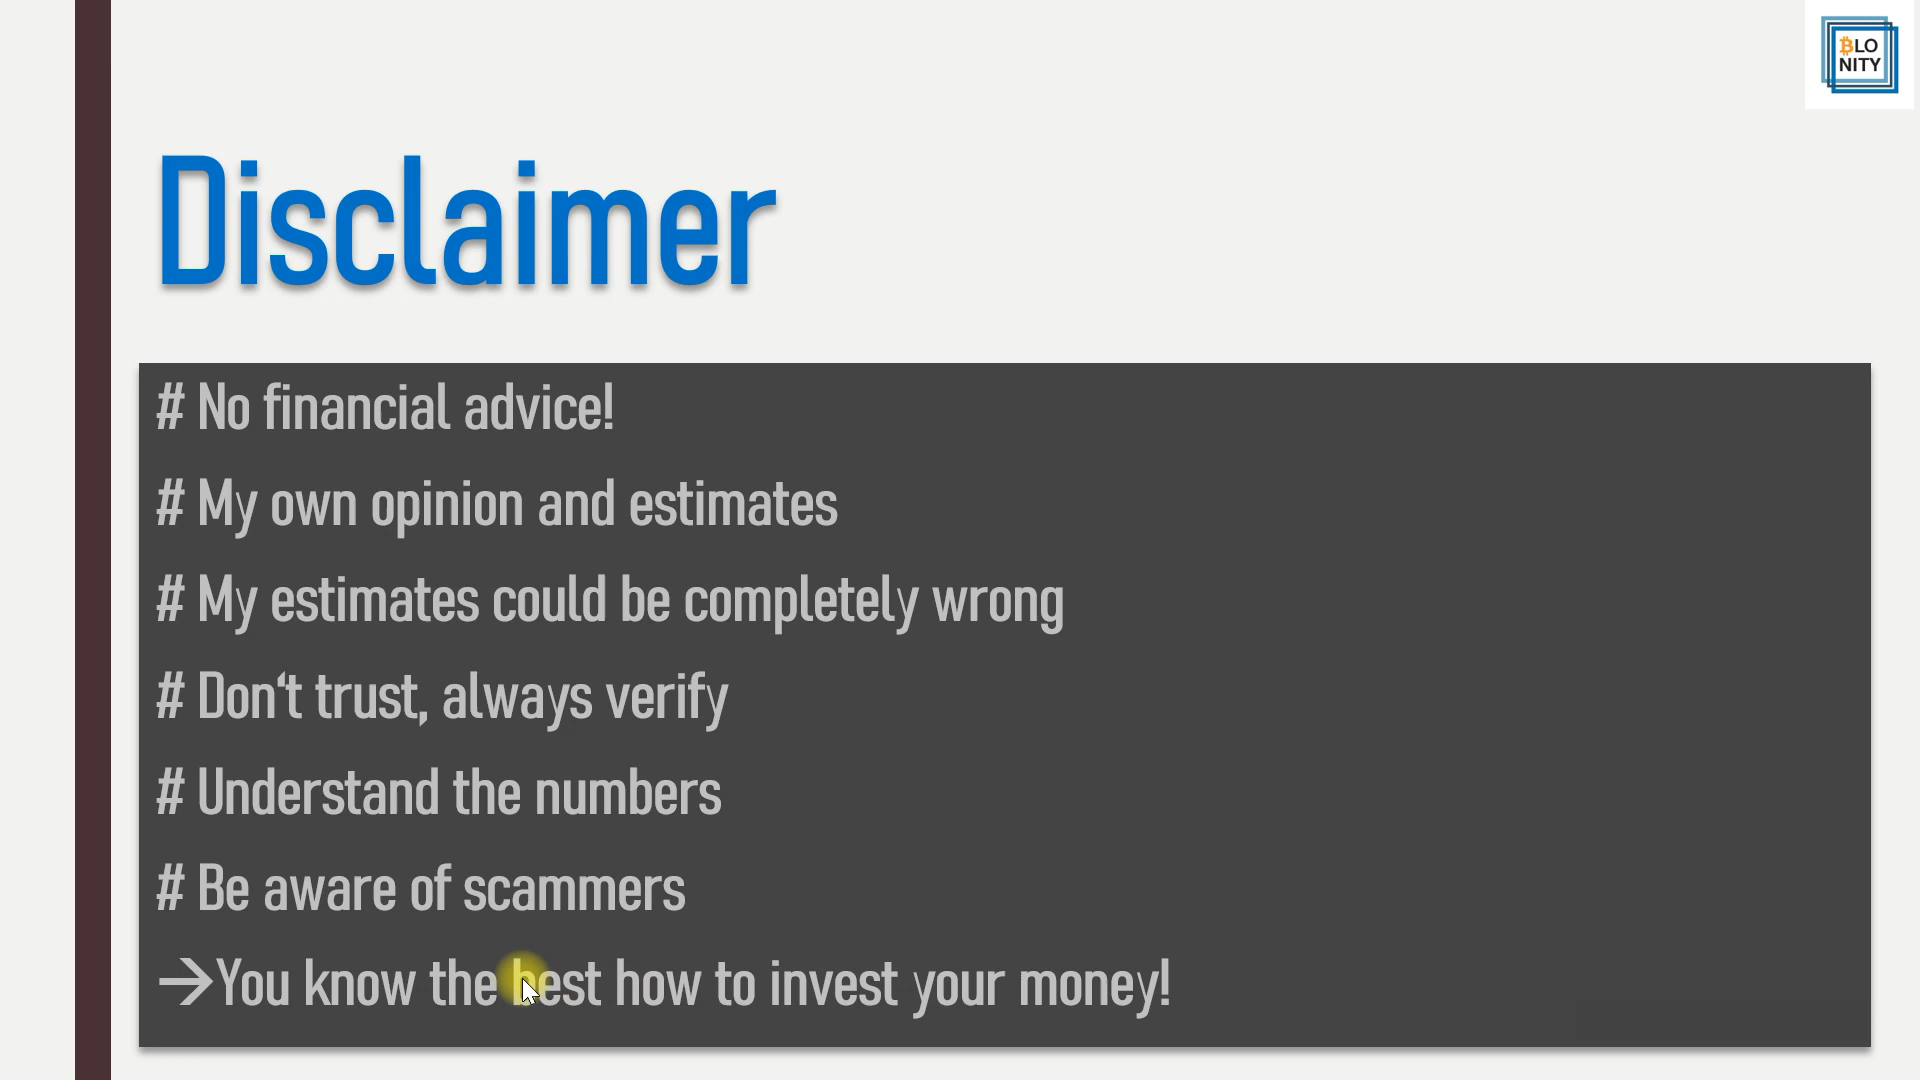 ₿LO
NITY
Disclaimer
# No financial advice!
# My own opinion and estimates
# My estimates could be completely wrong
# Don‘t trust, always verify
# Understand the numbers
# Be aware of scammers
→You know the best how to invest your money!